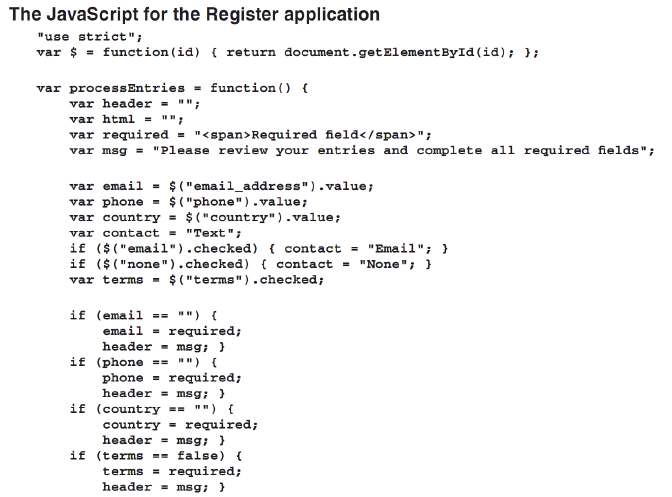 The JavaScript for the Register application
"use strict";
var $ = function(id) { return document.getElementById(id); };
var processEntries = function() {
var header = "";
var html = "";
var required = "<span>Required field</span>";
var msg = "Please review your entries and complete all required fields";
var email = $("email_address").value;
var phone = $("phone").value;
var country = $("country").value;
var contact = "Text";
if ($("email").checked) { contact = "Email"; }
if ($("none").checked) { contact = "None"; }
var terms = $("terms").checked;
if (email == "") {
email = required;
header = msg; }
if (phone == "") {
phone = required;
header = msg; }
if (country == "") {
country = required;
header = msg; }
if (terms == false) {
terms = required;
header = msg; }